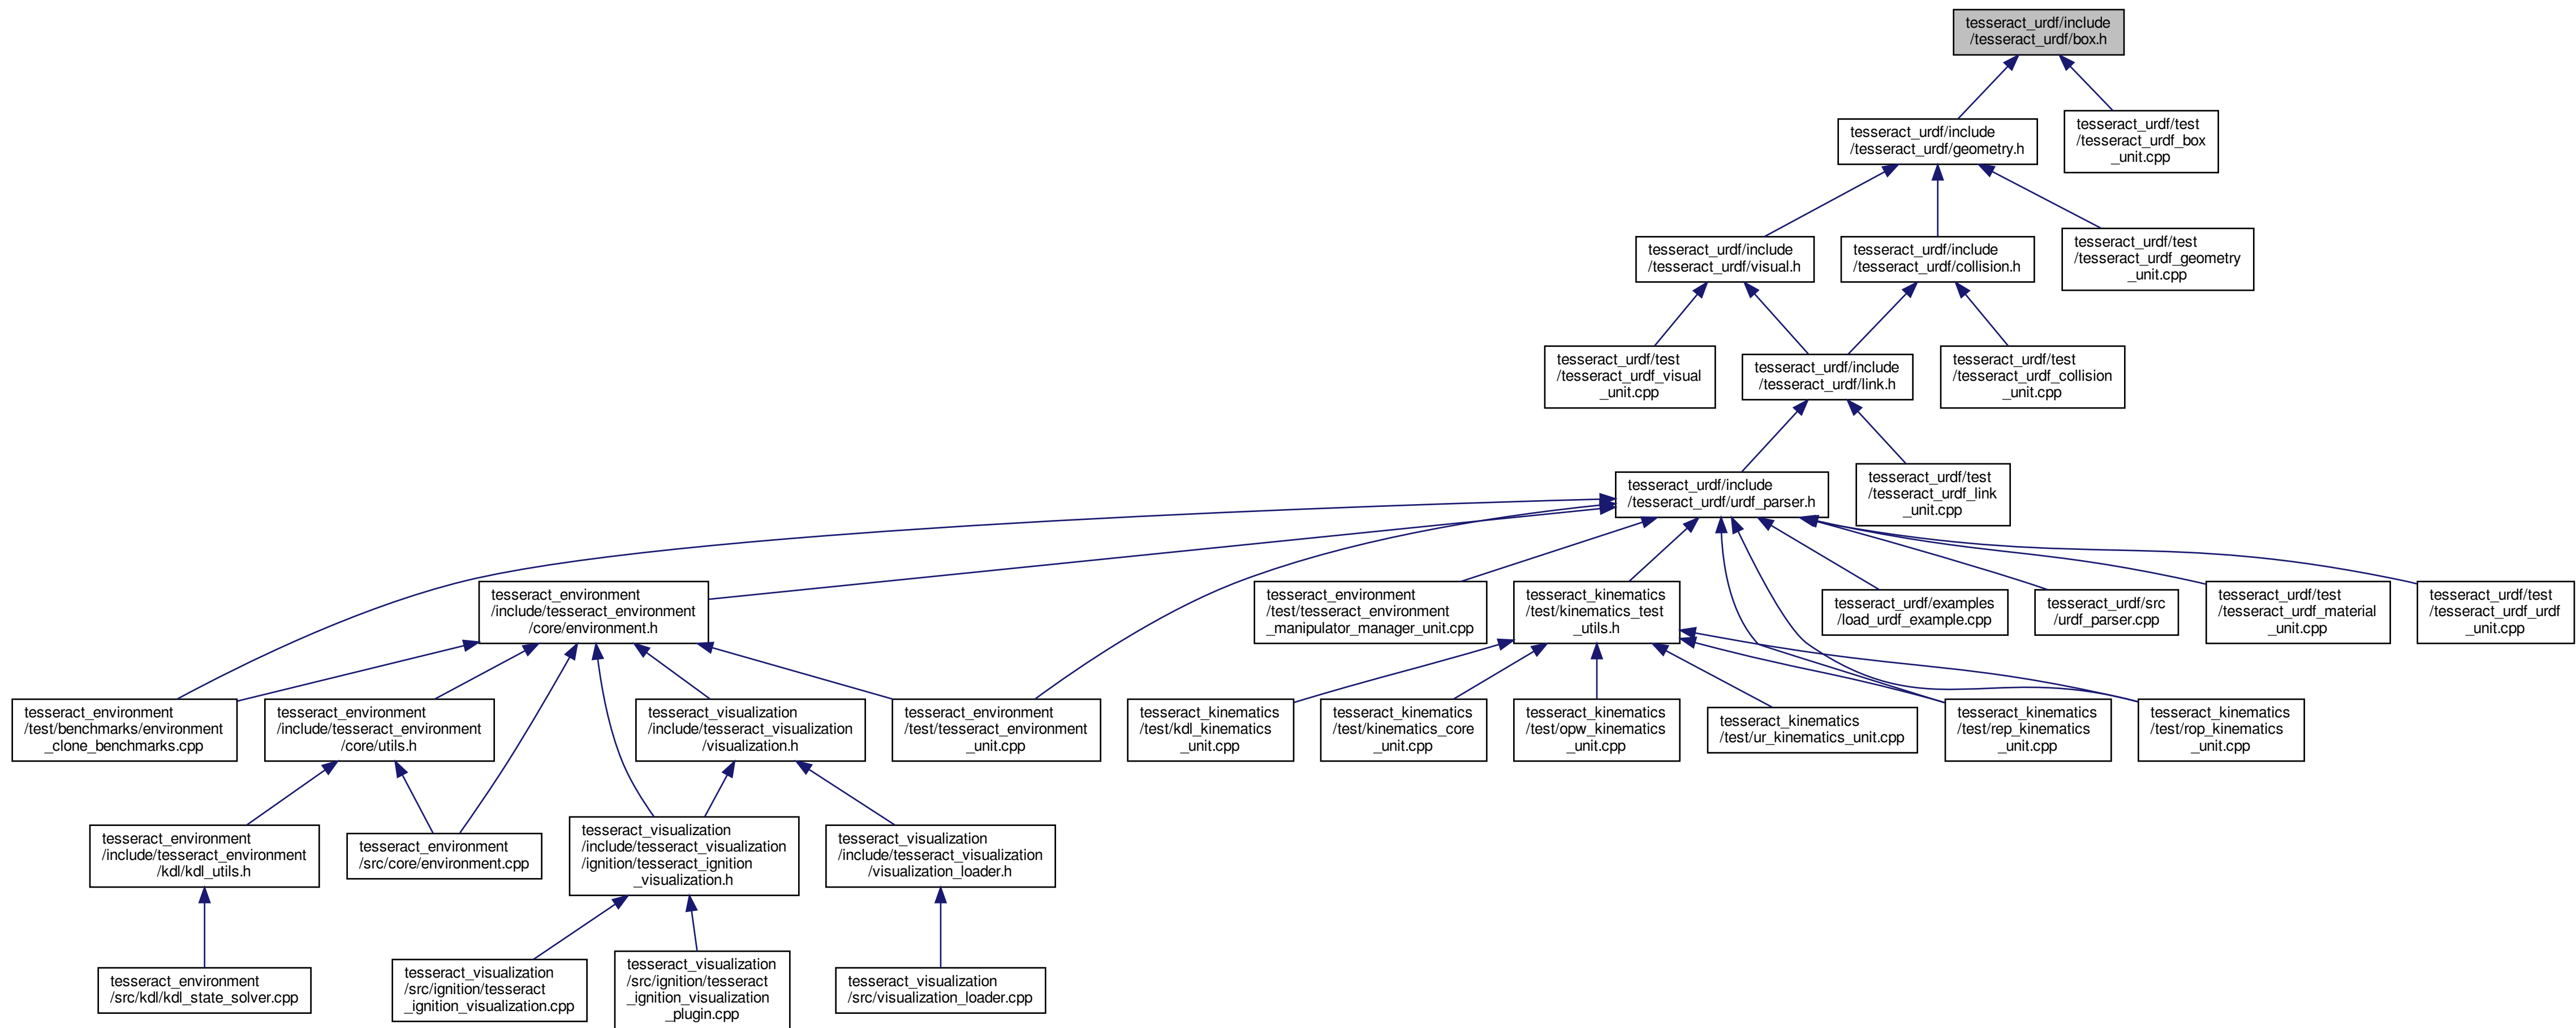 tesseract_urdf/include
/tesseract_urdf/box.h
tesseract_urdf/include
/tesseract_urdf/geometry.h
tesseract_urdf/test
/tesseract_urdf_box
_unit.cpp
tesseract_urdf/include
/tesseract_urdf/visual.h
tesseract_urdf/include
/tesseract_urdf/collision.h
tesseract_urdf/test
/tesseract_urdf_geometry
_unit.cpp
tesseract_urdf/test
/tesseract_urdf_visual
_unit.cpp
tesseract_urdf/include
/tesseract_urdf/link.h
tesseract_urdf/test
/tesseract_urdf_collision
_unit.cpp
tesseract_urdf/include
/tesseract_urdf/urdf_parser.h
tesseract_urdf/test
/tesseract_urdf_link
_unit.cpp
tesseract_environment
/include/tesseract_environment
/core/environment.h
tesseract_environment
/test/tesseract_environment
_manipulator_manager_unit.cpp
tesseract_kinematics
/test/kinematics_test
_utils.h
tesseract_urdf/examples
/load_urdf_example.cpp
tesseract_urdf/src
/urdf_parser.cpp
tesseract_urdf/test
/tesseract_urdf_material
_unit.cpp
tesseract_urdf/test
/tesseract_urdf_urdf
_unit.cpp
tesseract_environment
/test/benchmarks/environment
_clone_benchmarks.cpp
tesseract_environment
/include/tesseract_environment
/core/utils.h
tesseract_visualization
/include/tesseract_visualization
/visualization.h
tesseract_environment
/test/tesseract_environment
_unit.cpp
tesseract_kinematics
/test/kdl_kinematics
_unit.cpp
tesseract_kinematics
/test/kinematics_core
_unit.cpp
tesseract_kinematics
/test/opw_kinematics
_unit.cpp
tesseract_kinematics
/test/ur_kinematics_unit.cpp
tesseract_kinematics
/test/rep_kinematics
_unit.cpp
tesseract_kinematics
/test/rop_kinematics
_unit.cpp
tesseract_environment
/include/tesseract_environment
/kdl/kdl_utils.h
tesseract_environment
/src/core/environment.cpp
tesseract_visualization
/include/tesseract_visualization
/ignition/tesseract_ignition
_visualization.h
tesseract_visualization
/include/tesseract_visualization
/visualization_loader.h
tesseract_environment
/src/kdl/kdl_state_solver.cpp
tesseract_visualization
/src/ignition/tesseract
_ignition_visualization.cpp
tesseract_visualization
/src/ignition/tesseract
_ignition_visualization
_plugin.cpp
tesseract_visualization
/src/visualization_loader.cpp